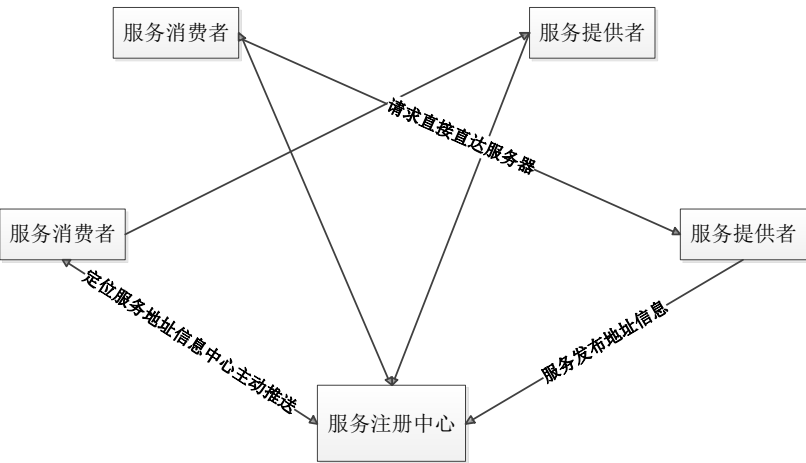 服务消费者
服务提供者
请求直接直达服务器
服务消费者
服务提供者
定位服务地址信息中心主动推送
服务发布地址信息
服务注册中心